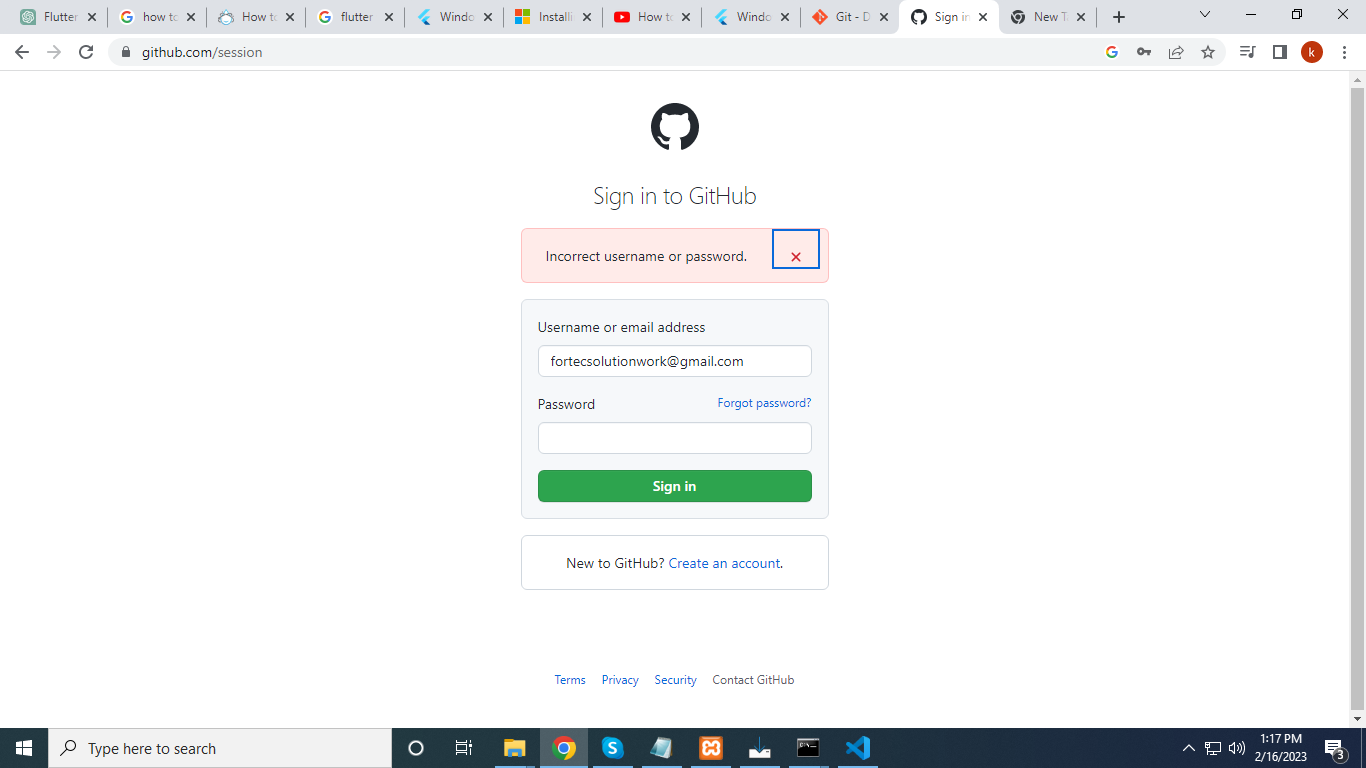 Flutter
how to
How to
flutter
Windo
Installi
How to
Windo
Git - D
Sign in
New T
github.com/session
k
Sign in to GitHub
Incorrect username or password.
Username or email address
fortecsolutionwork@gmail.com
Password
Forgot password?
Sign in
New to GitHub? Create an account.
Terms
Privacy
Security
Contact GitHub
Type here to search
1:17 PM
2/16/2023
3